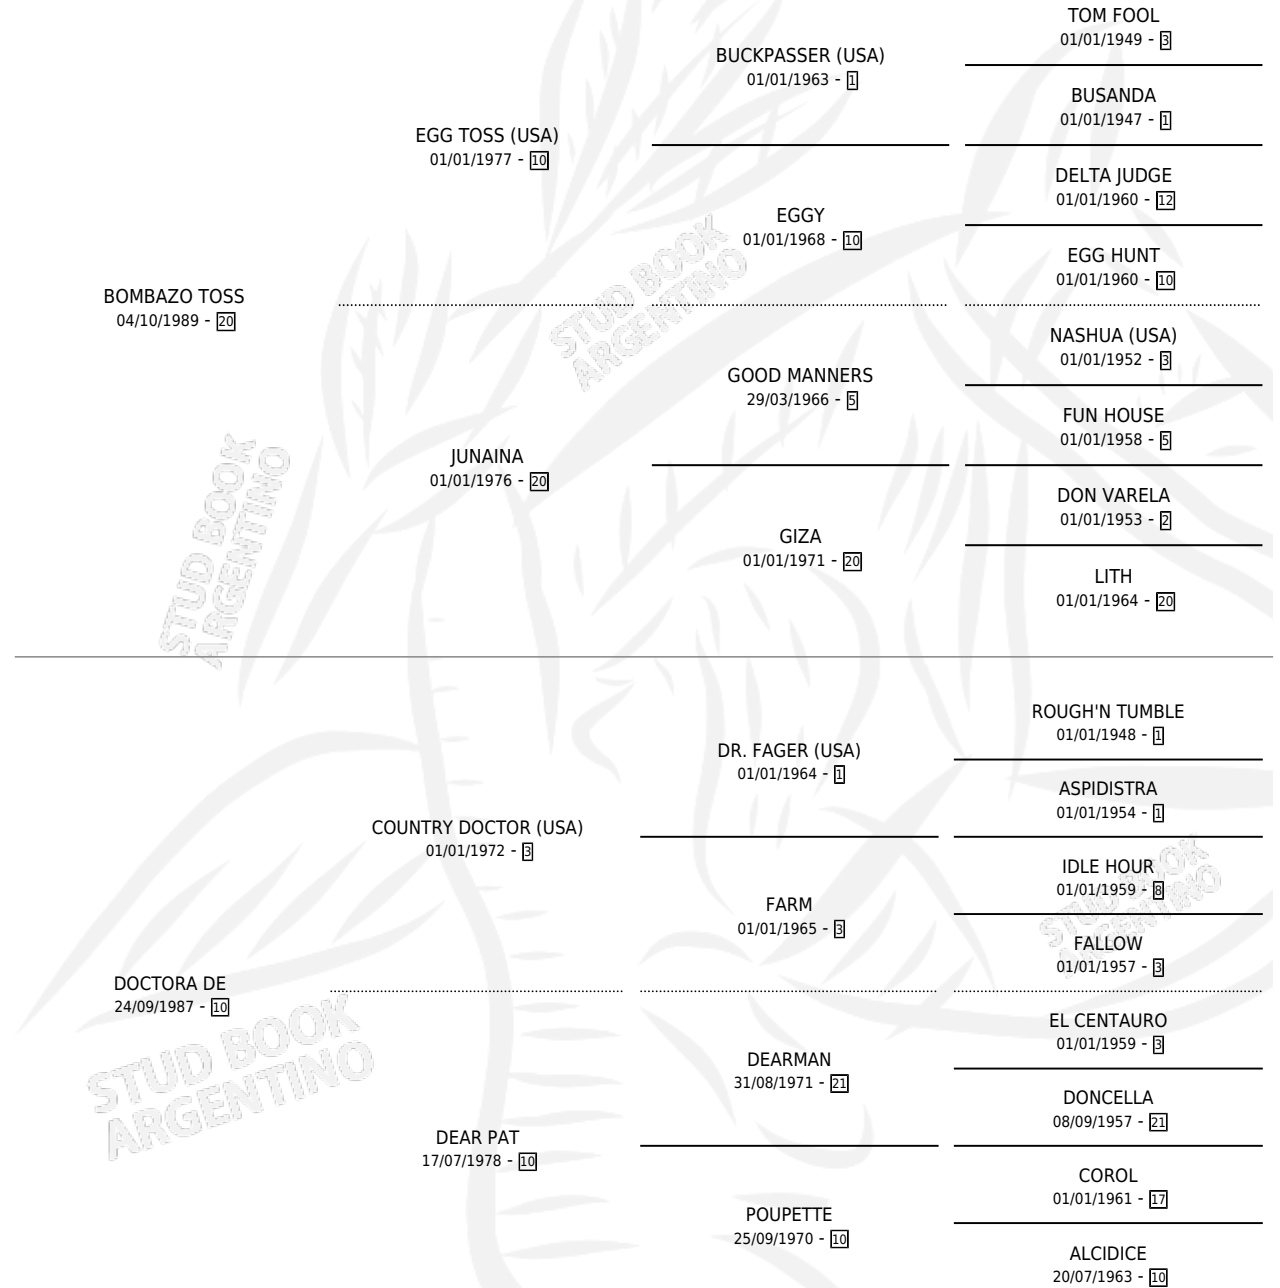 TOM FOOL
01/01/1949 - 3
BUCKPASSER (USA)
01/01/1963 - 1
BUSANDA
01/01/1947 - 1
EGG TOSS (USA)
01/01/1977 - 10
DELTA JUDGE
01/01/1960 - 12
EGGY
01/01/1968 - 10
EGG HUNT
01/01/1960 - 10
BOMBAZO TOSS
04/10/1989 - 20
STUD BOOK
ARGENTINO
NASHUA (USA)
01/01/1952 - 3
GOOD MANNERS
29/03/1966 - 5
FUN HOUSE
01/01/1958 - 5
JUNAINA
01/01/1976 - 20
DON VARELA
01/01/1953 - 2
GIZA
01/01/1971 - 20
LITH
01/01/1964 - 20
STUD BOOK
ARGENTINO
ROUGH'N TUMBLE
01/01/1948 - 1
DR. FAGER (USA)
01/01/1964 - 1
ASPIDISTRA
01/01/1954 - 1
COUNTRY DOCTOR (USA)
01/01/1972 - 3
IDLE HOUR
01/01/1959 - 8
FARM
01/01/1965 - 3
STUD BOOK
ARGENTINO
FALLOW
01/01/1957 - 3
DOCTORA DE
24/09/1987 - 10
EL CENTAURO
01/01/1959 - 3
DEARMAN
31/08/1971 - 21
STUD BOOK
ARGENTINO
DONCELLA
08/09/1957 - 21
DEAR PAT
17/07/1978 - 10
COROL
01/01/1961 - 17
POUPETTE
25/09/1970 - 10
ALCIDICE
20/07/1963 - 10